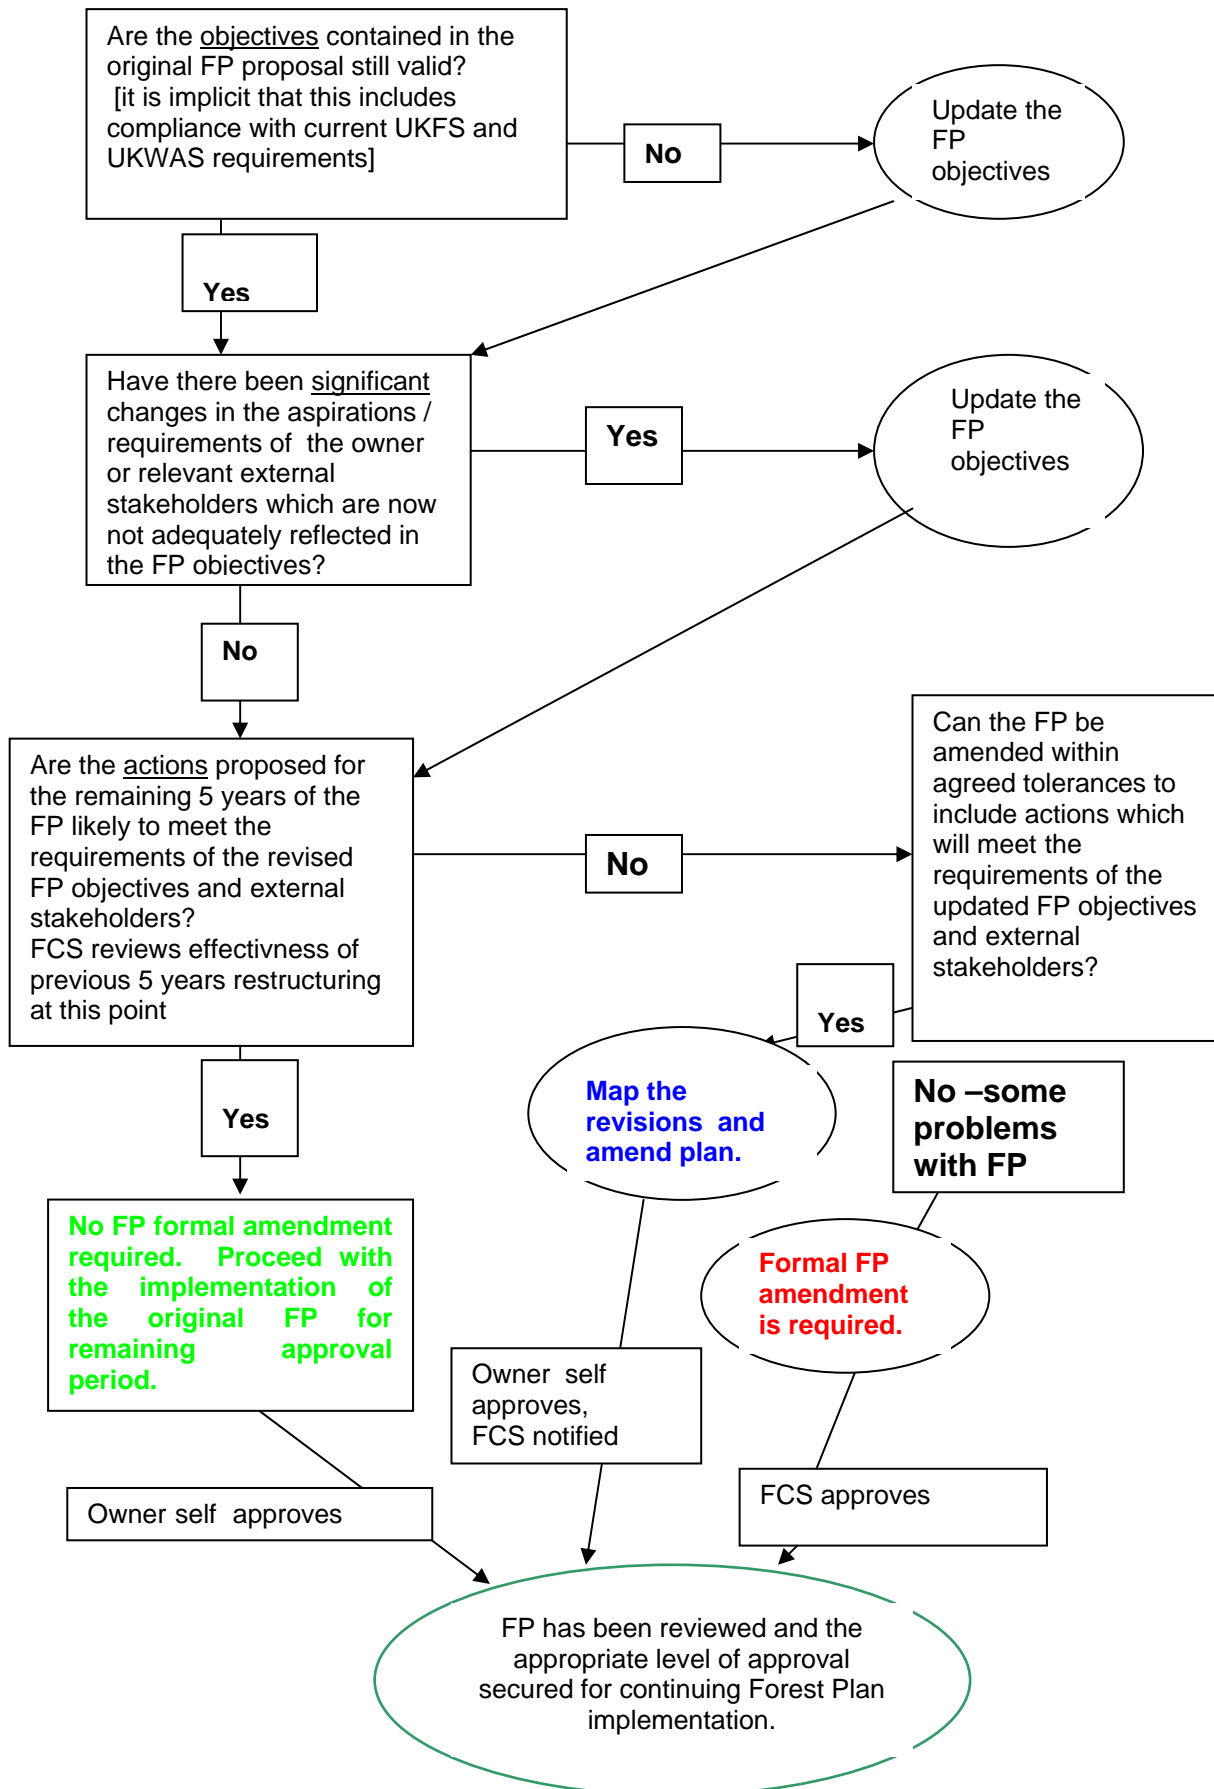 Are the objectives contained in the
original FP proposal still valid?
[it is implicit that this includes
compliance with current UKFS and
UKWAS requirements]
No
Update the
FP
objectives
Yes
Have there been significant
changes in the aspirations /
requirements of the owner
or relevant external
stakeholders which are now
not adequately reflected in
the FP objectives?
Yes
Update the
FP
objectives
No
Are the actions proposed for
the remaining 5 years of the
FP likely to meet the
requirements of the revised
FP objectives and external
stakeholders?
FCS reviews effectivness of
previous 5 years restructuring
at this point
No
Can the FP be
amended within
agreed tolerances to
include actions which
will meet the
requirements of the
updated FP objectives
and external
stakeholders?
Yes
Yes
Map the
revisions and
amend plan.
No –some
problems
with FP
No FP formal amendment
required. Proceed with
the implementation of
the original FP for
remaining approval
period.
Formal FP
amendment
is required.
Owner self
approves,
FCS notified
Owner self approves
FCS approves
FP has been reviewed and the
appropriate level of approval
secured for continuing Forest Plan
implementation.